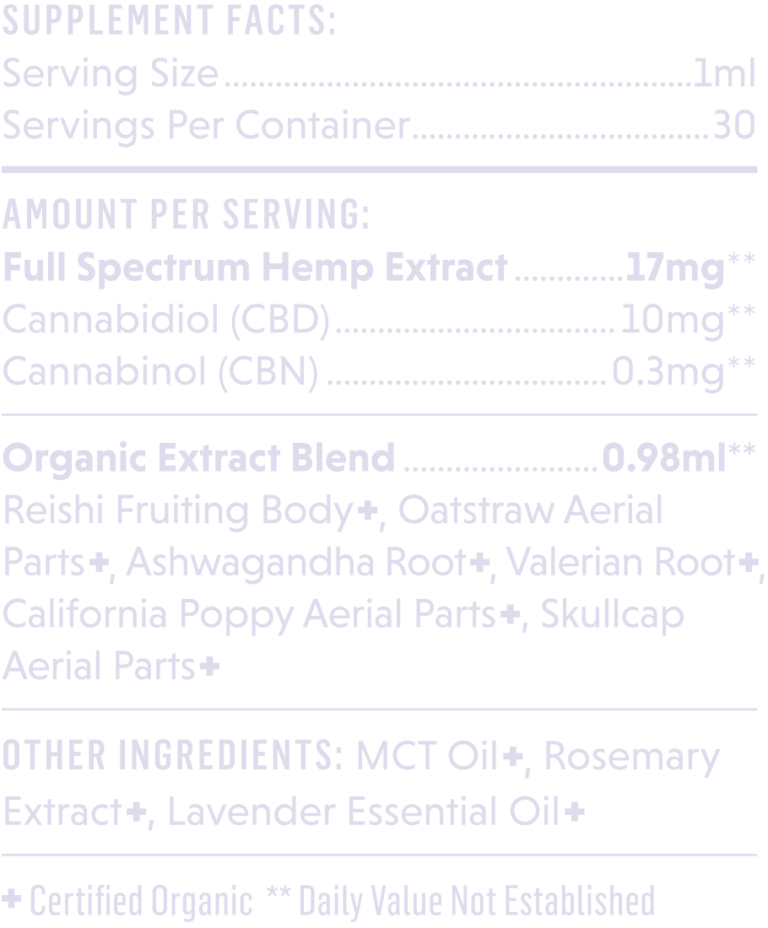 SUPPLEMENT FACTS:
Serving Size......................................................1ml
Servings Per Container..................................30
AMOUNT PER SERVING:
Full Spectrum Hemp Extract.............17mg**
Cannabidiol (CBD)................................10mg**
Cannabinol (CBN)................................0.3mg**
Organic Extract Blend......................0.98ml**
Reishi Fruiting Body+, Oatstraw Aerial
Parts+, Ashwagandha Root+, Valerian Root+,
California Poppy Aerial Parts+, Skullcap
Aerial Parts+
OTHER INGREDIENTS: MCT Oil+, Rosemary
Extract+, Lavender Essential Oil+
+ Certified Organic ** Daily Value Not Established